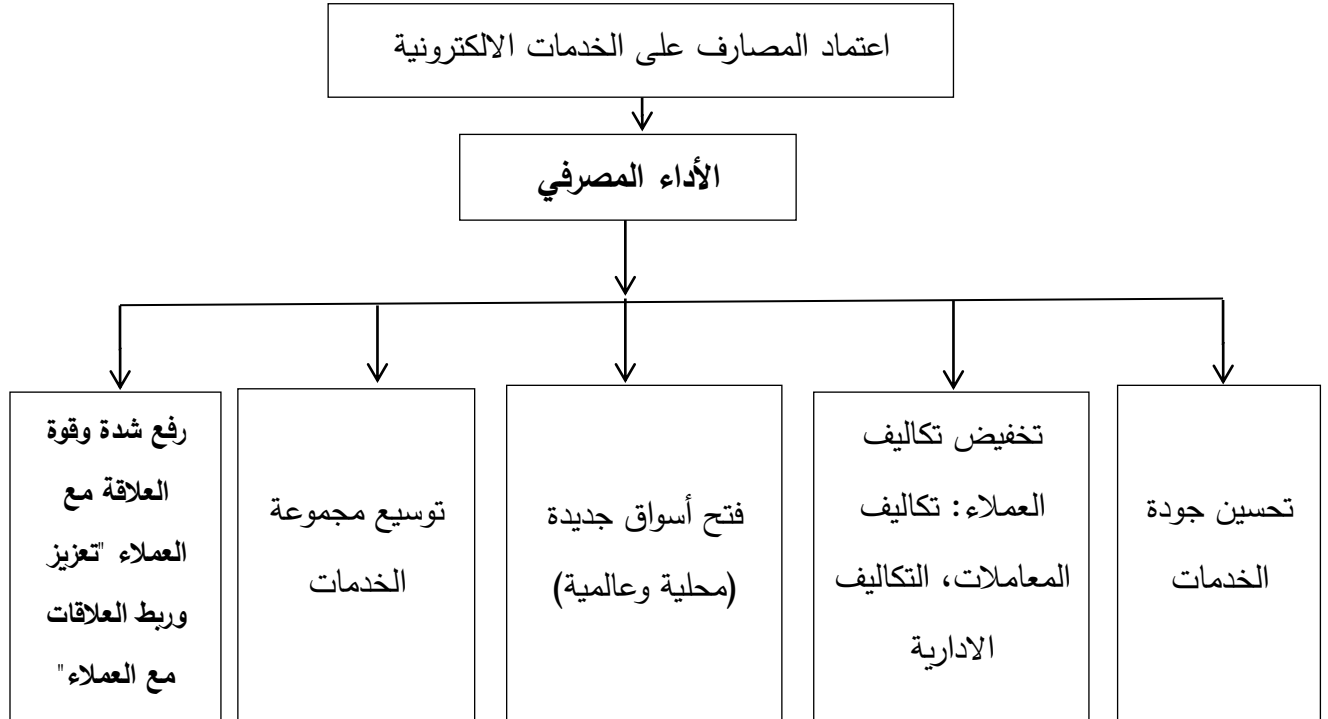 اعتماد المصارف على الخدمات الالكترونية
الأداء المصرفي
تحسين جودة
الخدمات
تخفيض تكاليف
العملاء: تكاليف
المعاملات، التكاليف
الادارية
فتح أسواق جديدة
(محلية وعالمية)
توسيع مجموعة
الخدمات
رفع شدة وقوة
العلاقة مع
العملاء "تعزيز
وربط العلاقات
مع العملاء"